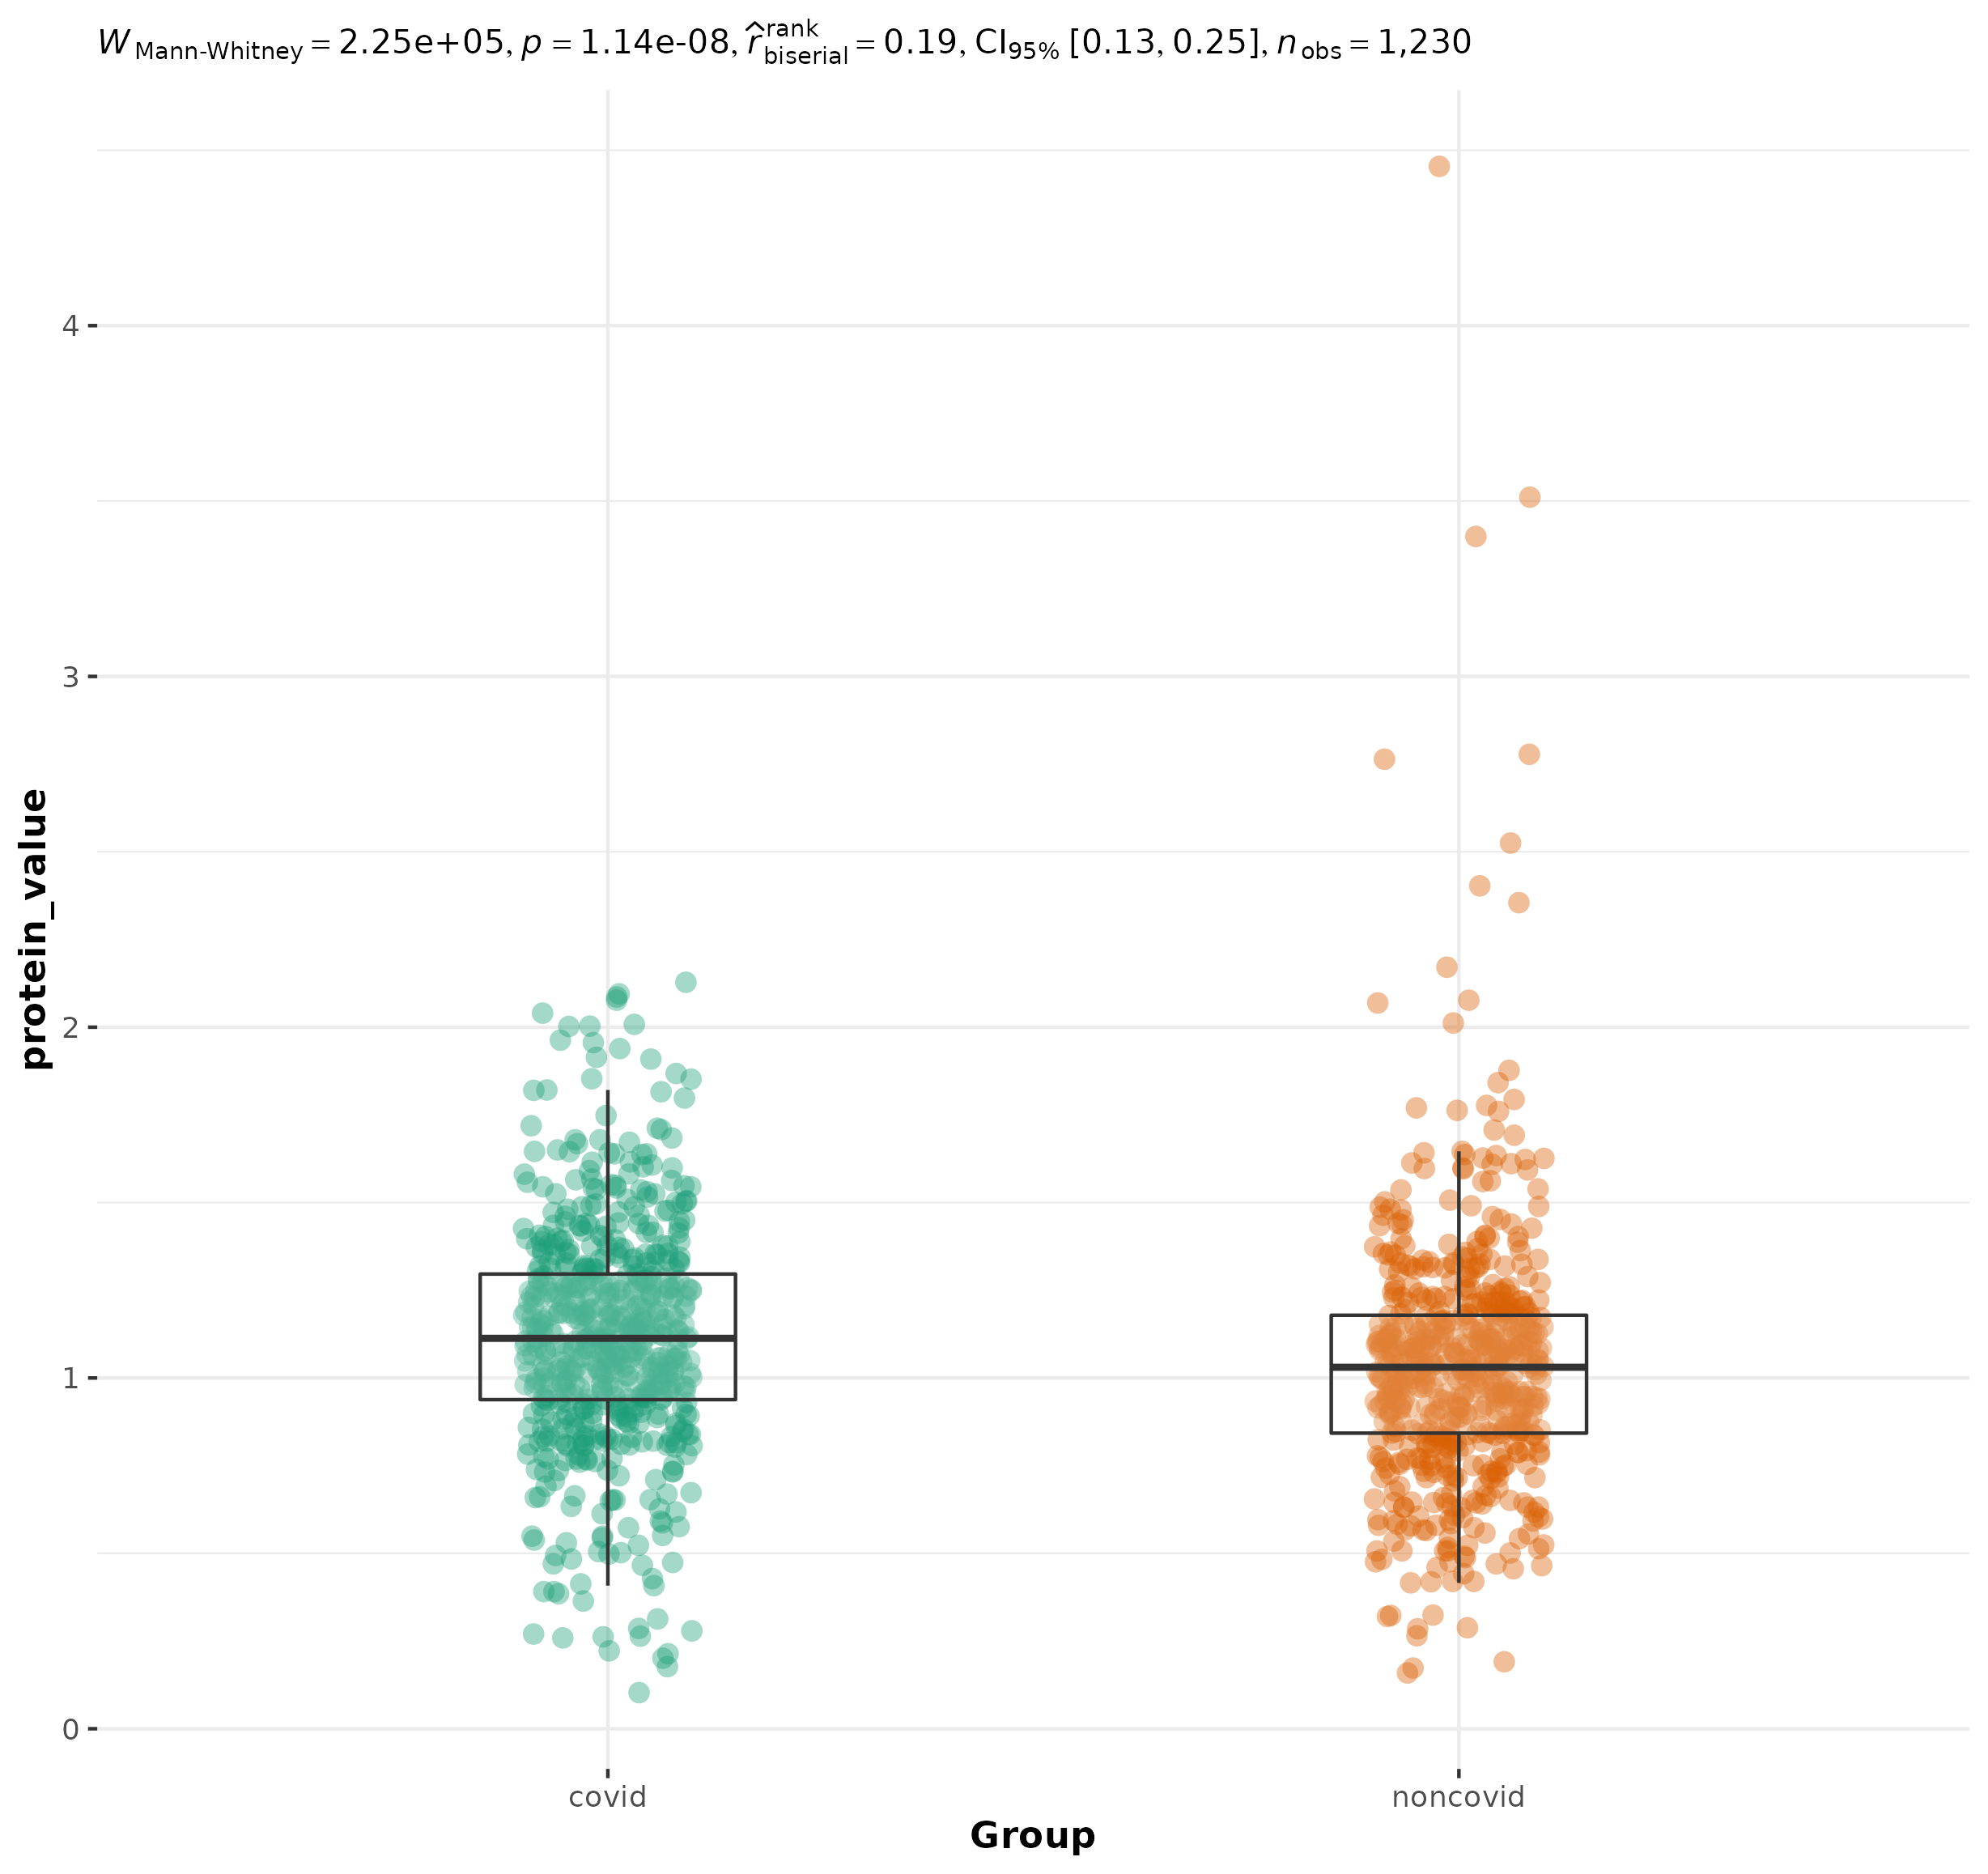 W Mann-Whitney = 2.25e+05, p = 1.14e-08, r̂ rank biserial = 0.19, CI95% [0.13, 0.25], n obs = 1,230
4
3
2
1
0
protein_value
covid noncovid
Group